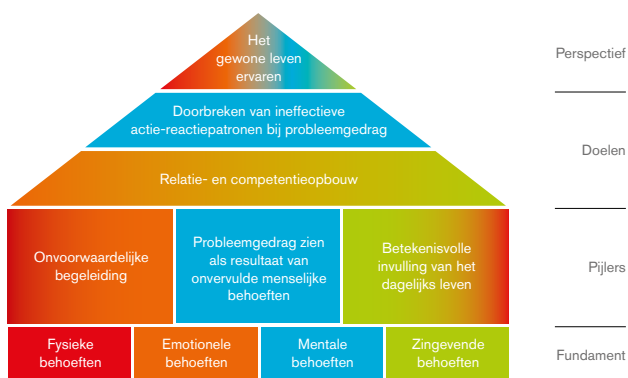 Het
gewone leven
ervaren
Perspectief
Doorbreken van ineffectieve
actie-reactiepatronen bij probleemgedrag
Doelen
Relatie- en competentieopbouw
Onvoorwaardelijke
begeleiding
Probleemgedrag zien
als resultaat van
onvervulde menselijke
behoeften
Betekenisvolle
invulling van het
dagelijks leven
Pijlers
Fysieke
behoeften
Emotionele
behoeften
Mentale
behoeften
Zingevende
behoeften
Fundament